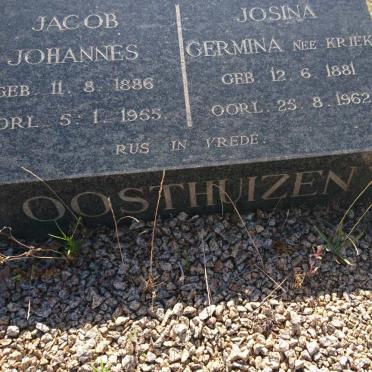 JACOB
JOHANNES
GEB 11.8 1886
OORL 5.1.1965
JOSINA
GERMINA NEE KRIEK
GEB 12.6 1881
OORL. 25.8 1962
RUS IN VREDE.
OOSTHUIZEN